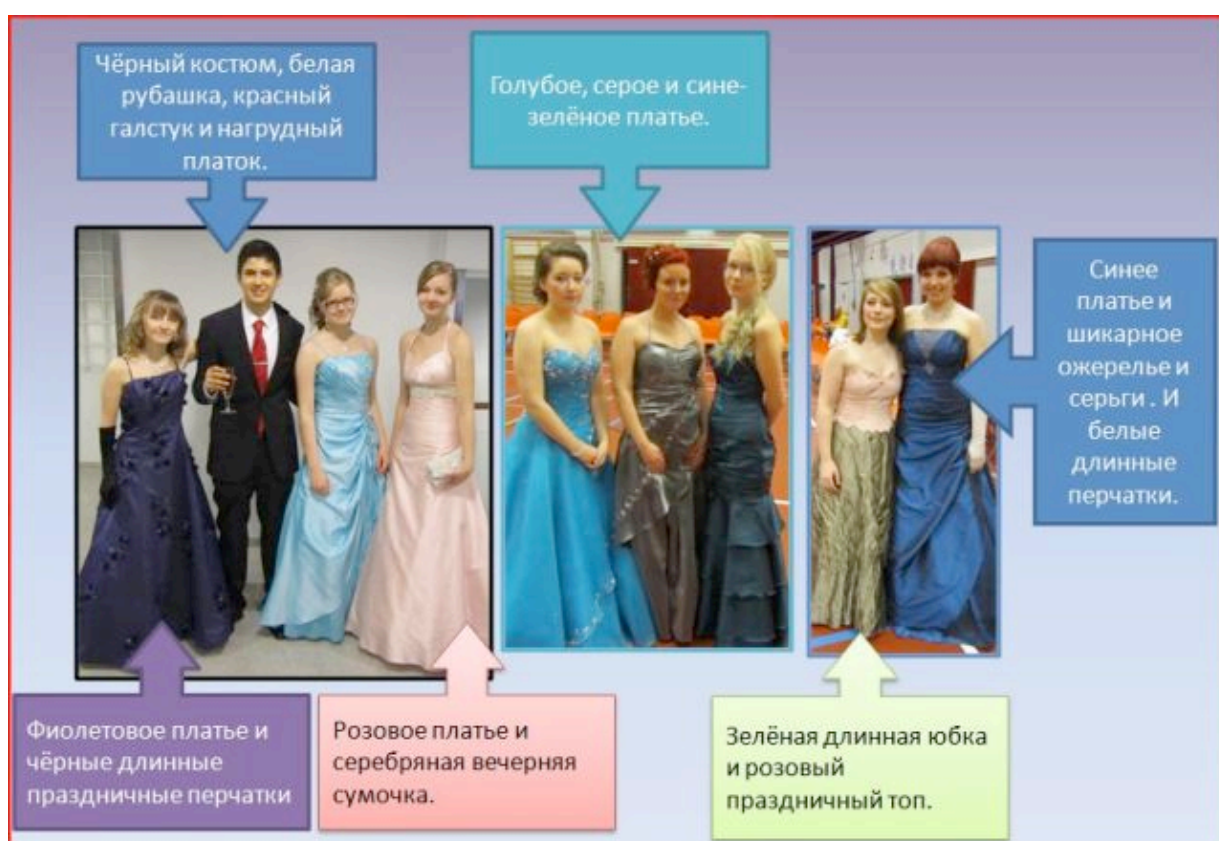 Чёрный костюм, белая
рубашка, красный
галстук и нагрудный
платок.
Голубое, серое и сине-
зелёное платье.
Синее
платье и
шикарное
ожерелье и
серьги . И
белые
длинные
перчатки.
Фиолетовое платье и
чёрные длинные
праздничные перчатки
Розовое платье и
серебряная вечерняя
сумочка.
Зелёная длинная юбка
и розовый
праздничный топ.